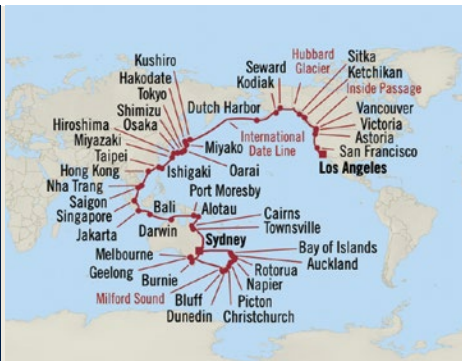 Kushiro
Hakodate
Tokyo
Shimizu
Osaka
Hiroshima
Miyazaki
Taipei
Hong Kong
Nha Trang
Saigon
Singapore
Jakarta
Bali
Darwin
Ishigaki
Oarai
Miyako
Dutch Harbor
International
Date Line
Kodiak
Seward
Hubbard
Glacier
Sitka
Ketchikan
Inside Passage
Vancouver
Victoria
Astoria
San Francisco
Los Angeles
Port Moresby
Alotau
Cairns
Townsville
Sydney
Melbourne
Geelong
Burnie
Milford Sound
Bluff
Dunedin
Christchurch
Picton
Napier
Rotorua
Auckland
Bay of Islands